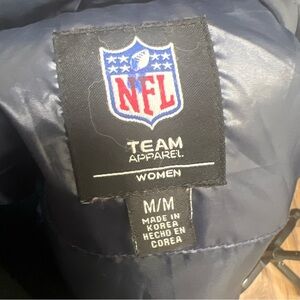 NFL
TEAM
APPAREL
WOMEN
M/M
MADE IN
KOREA
HECHO EN
COREA